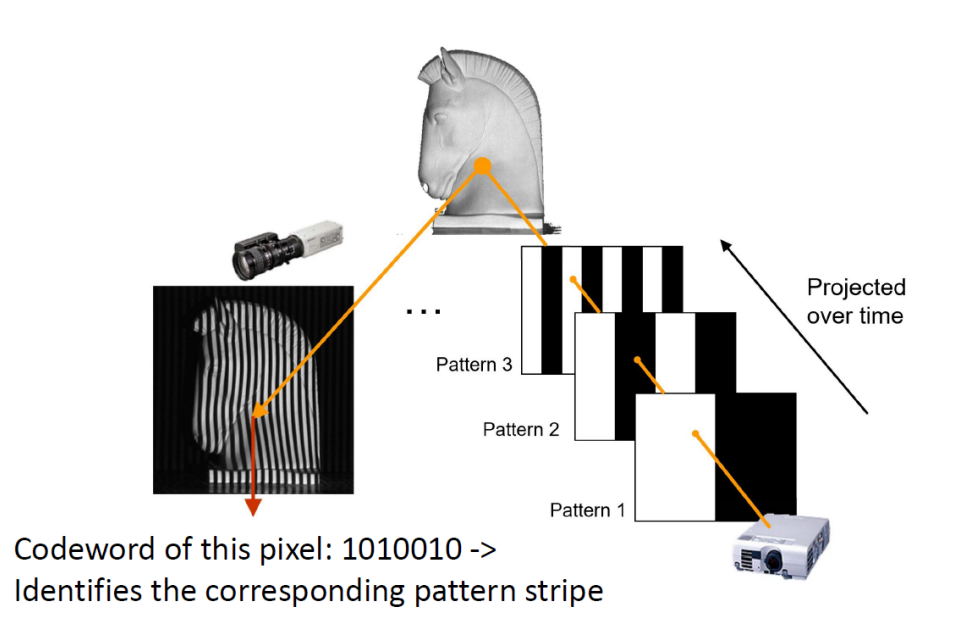 ...
Projected
over time
Pattern 3
Pattern 2
Pattern 1
Codeword of this pixel: 1010010 ->
Identifies the corresponding pattern stripe